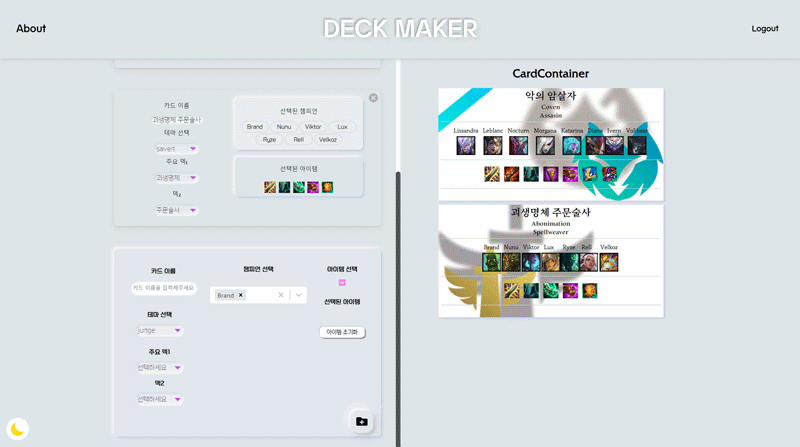 About
DECK MAKER
Logout
카드 이름
괴생명체 주문술사
테마 선택
saver1
주요 덱1
괴생명체
덱2
주문술사
선택된 챔피언
Brand Nunu Viktor Lux
Ryze Rell Velkoz
선택된 아이템
카드 이름
카드 이름을 입력해주세요
테마 선택
junge
주요 덱1
선택하세요
덱2
선택하세요
챔피언 선택
Brand
아이템 선택
선택된 아이템
아이템 초기화
CardContainer
악의 암살자
Coven
Assasin
Lissandra Leblanc Nocturn Morgana Katarina Diana Ivern Volibear
괴생명체 주문술사
Abonimation
Spellweaver
Brand Nunu Viktor Lux Ryze Rell Velkoz